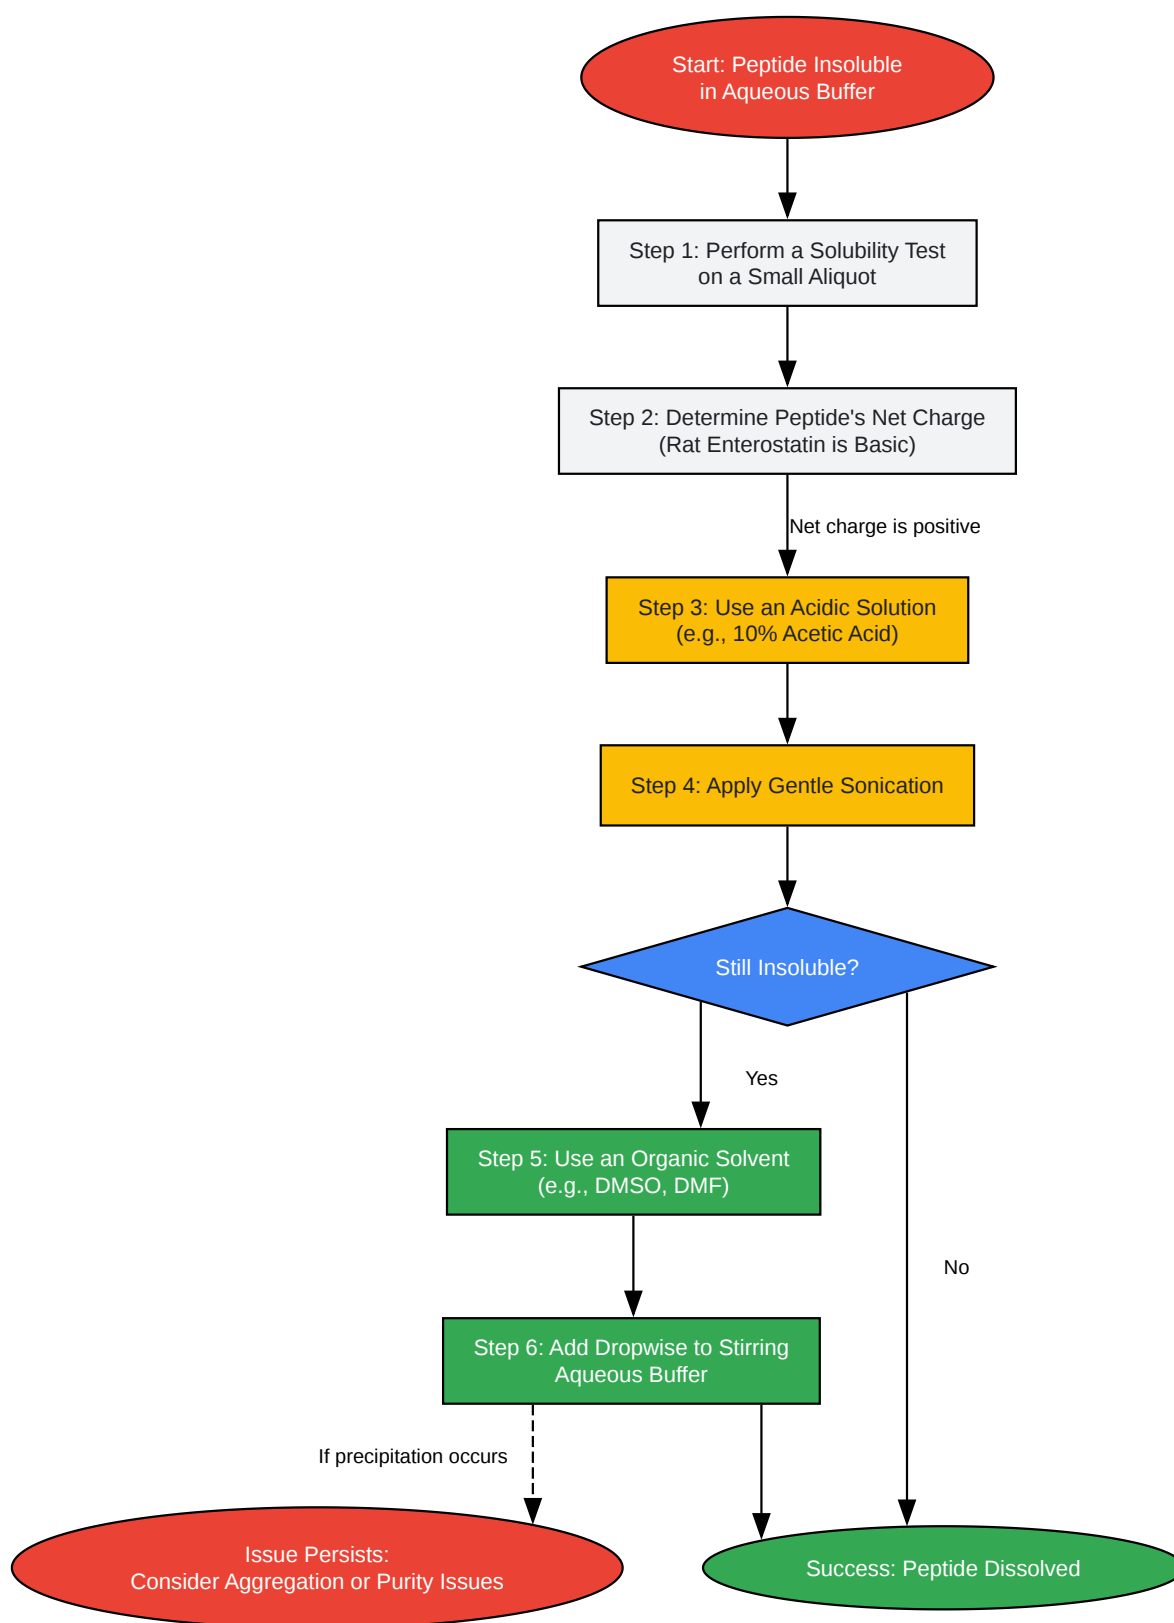 Start: Peptide Insoluble
in Aqueous Buffer
Step 1: Perform a Solubility Test
on a Small Aliquot
Step 2: Determine Peptide's Net Charge
(Rat Enterostatin is Basic)
Net charge is positive
Step 3: Use an Acidic Solution
(e.g., 10% Acetic Acid)
Step 4: Apply Gentle Sonication
Still Insoluble?
Yes
Step 5: Use an Organic Solvent
(e.g., DMSO, DMF)
No
Step 6: Add Dropwise to Stirring
Aqueous Buffer
If precipitation occurs
Issue Persists:
Consider Aggregation or Purity Issues
Success: Peptide Dissolved